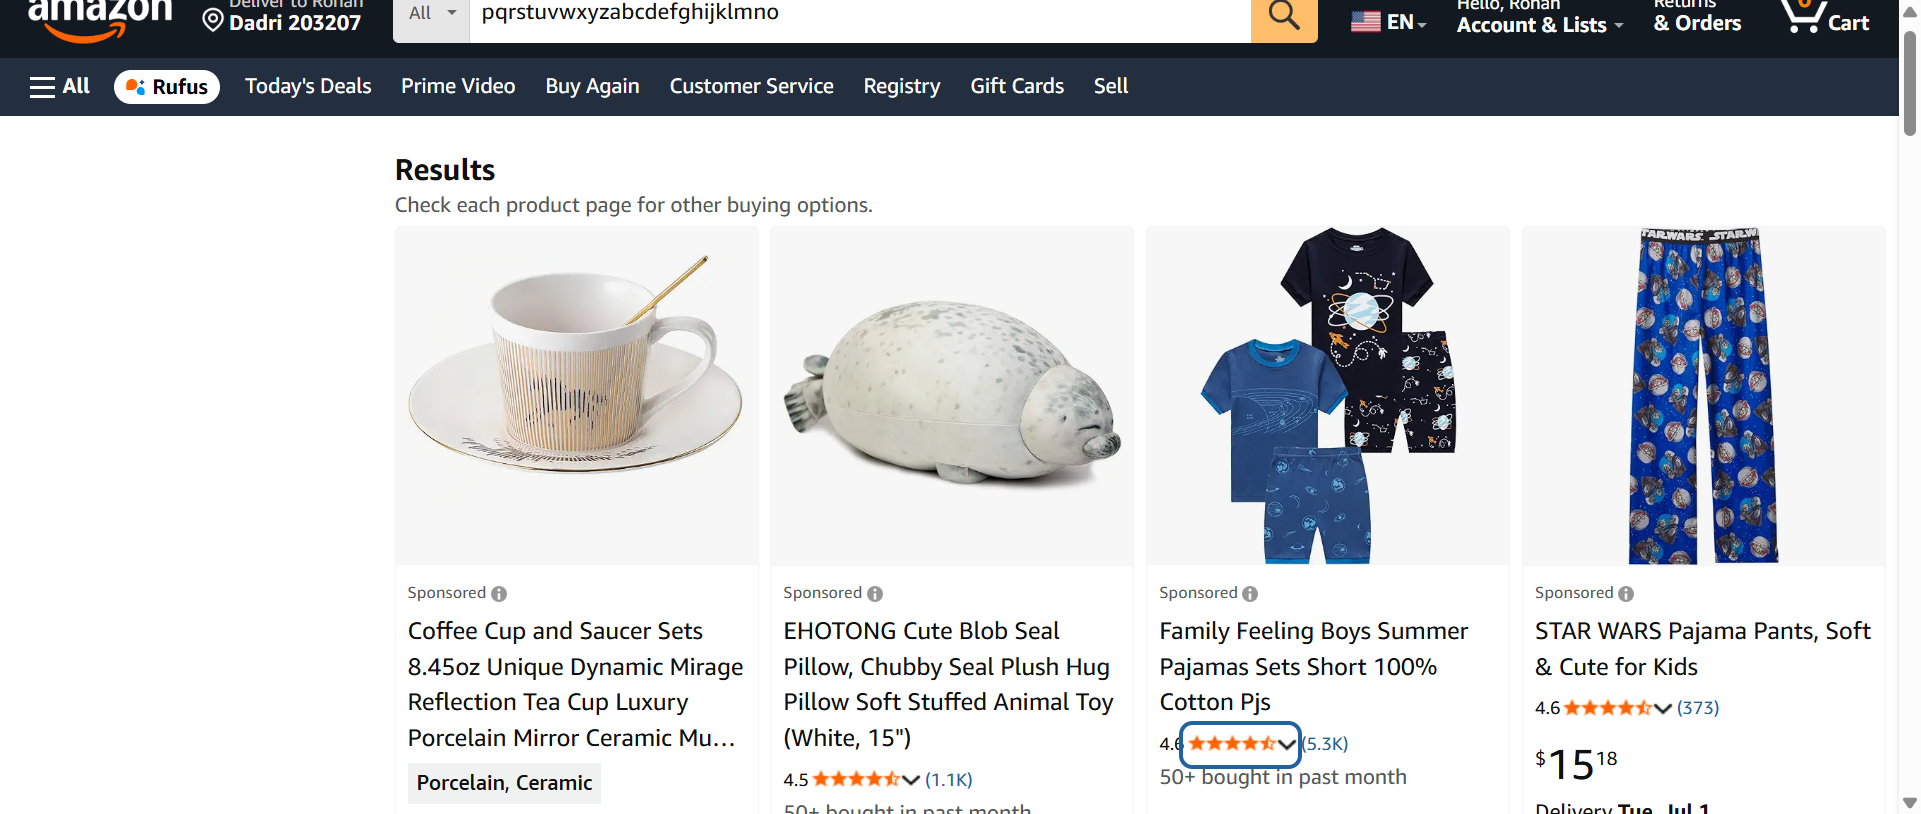 amazon
Deliver to Rohan
Dadri 203207
All
pqrstuvwxyzabcdefghijklmno
EN
Hello, Rohan
Account & Lists
Returns
& Orders
0
Cart
All
Rufus
Today's Deals
Prime Video
Buy Again
Customer Service
Registry
Gift Cards
Sell
Results
Check each product page for other buying options.
STAR WARS
Sponsored
Coffee Cup and Saucer Sets
8.45oz Unique Dynamic Mirage
Reflection Tea Cup Luxury
Porcelain Mirror Ceramic Mu...
Porcelain, Ceramic
Sponsored
EHOTONG Cute Blob Seal
Pillow, Chubby Seal Plush Hug
Pillow Soft Stuffed Animal Toy
(White, 15")
4.5 (1.1K)
50+ bought in past month
Sponsored
Family Feeling Boys Summer
Pajamas Sets Short 100%
Cotton Pjs
4.6 (5.3K)
50+ bought in past month
Sponsored
STAR WARS Pajama Pants, Soft
& Cute for Kids
4.6 (373)
$15 18
Delivery Tue, Jul 1